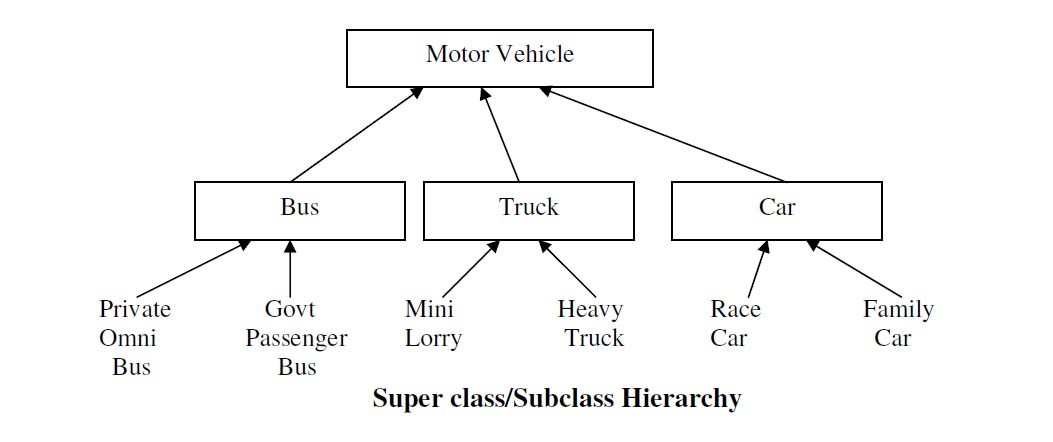 Motor Vehicle
Bus
Truck
Car
Private
Omni
Bus
Govt
Passenger
Bus
Mini
Lorry
Heavy
Truck
Race
Car
Family
Car
Super class/Subclass Hierarchy